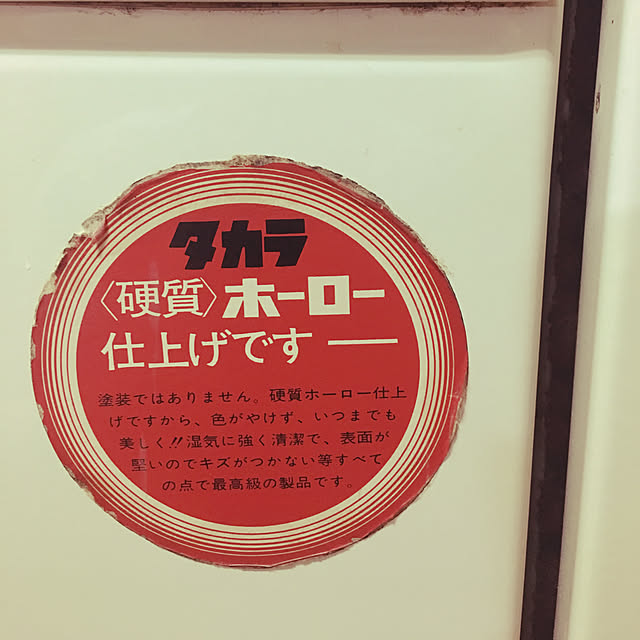 タカラ
〈硬質〉ホーロー
仕上げです──
塗装ではありません。硬質ホーロー仕上
げですから、色がやけず、いつまでも
美しく!!湿気に強く清潔で、表面が
堅いのでキズがつかない等すべて
の点で最高級の製品です。